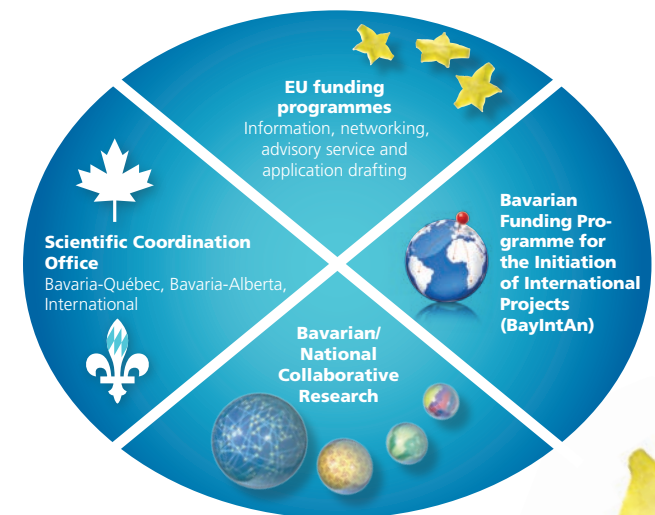 EU funding
programmes
Information, networking,
advisory service and
application drafting
Scientific Coordination
Office
Bavaria-Québec, Bavaria-Alberta,
International
Bavarian
Funding Pro-
gramme for
the Initiation
of International
Projects
(BayIntAn)
Bavarian/
National
Collaborative
Research